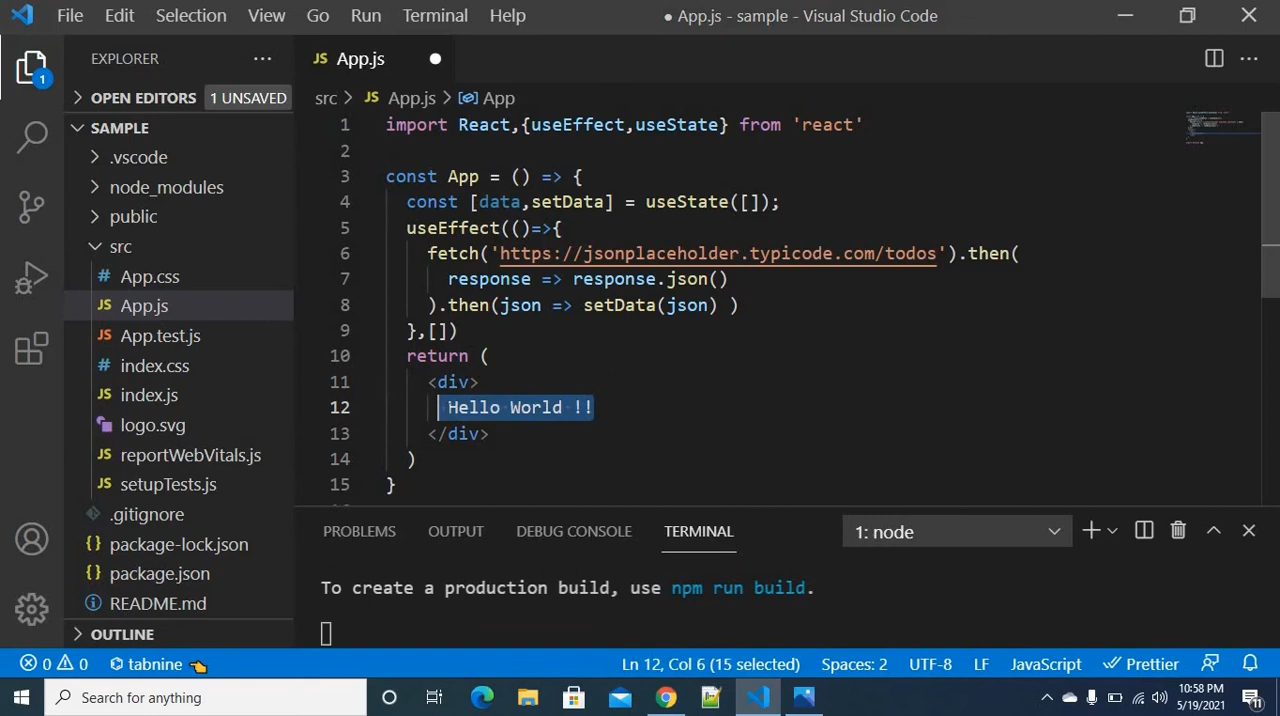 File Edit Selection View Go Run Terminal Help ● App.js - sample - Visual Studio Code
EXPLORER
JS App.js
1
OPEN EDITORS 1 UNSAVED
src > JS App.js > App
SAMPLE
.vscode
node_modules
public
src
# App.css
JS App.js
JS App.test.js
# index.css
JS index.js
logo.svg
JS reportWebVitals.js
JS setupTests.js
.gitignore
{} package-lock.json
{} package.json
README.md
OUTLINE
1 import React,{useEffect,useState} from 'react'
2
3 const App = () => {
4 const [data,setData] = useState([]);
5 useEffect(()=>{
6 fetch('https://jsonplaceholder.typicode.com/todos').then(
7 response => response.json()
8 ).then(json => setData(json) )
9 },[])
10 return (
11 <div>
12 Hello World !!
13 </div>
14 )
15 }
PROBLEMS OUTPUT DEBUG CONSOLE TERMINAL 1: node
To create a production build, use npm run build.
0 0 tabnine Ln 12, Col 6 (15 selected) Spaces: 2 UTF-8 LF JavaScript Prettier
Search for anything
10:58 PM
5/19/2021
11